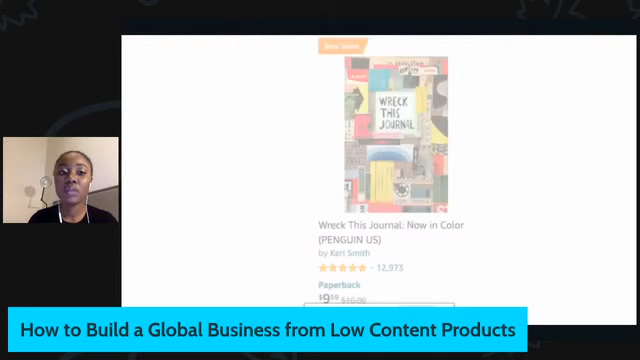 Best Seller
WRECK
THIS
JOURNAL
Wreck This Journal: Now in Color
(PENGUIN US)
by Keri Smith
12,973
Paperback
$9.59 $16.00
How to Build a Global Business from Low Content Products